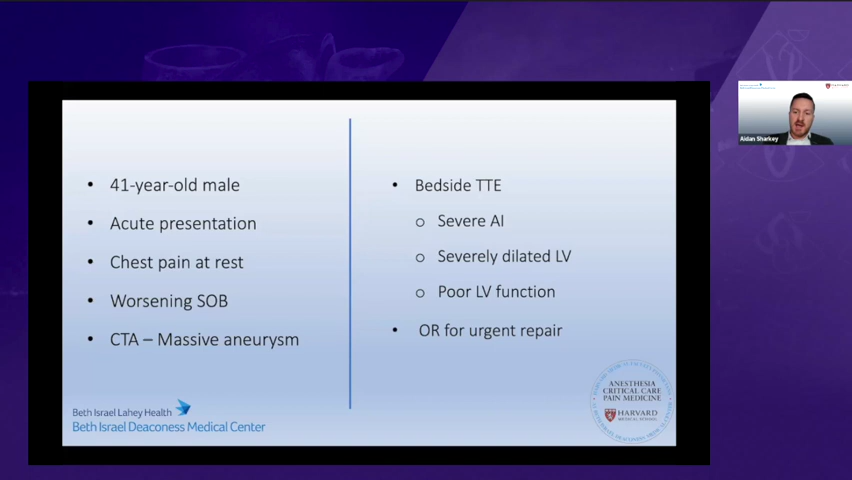 41-year-old male
Acute presentation
Chest pain at rest
Worsening SOB
CTA – Massive aneurysm
Bedside TTE
Severe AI
Severely dilated LV
Poor LV function
OR for urgent repair
Beth Israel Lahey Health
Beth Israel Deaconess Medical Center
ANESTHESIA
CRITICAL CARE
PAIN MEDICINE
HARVARD
MEDICAL SCHOOL
Aidan Sharkey